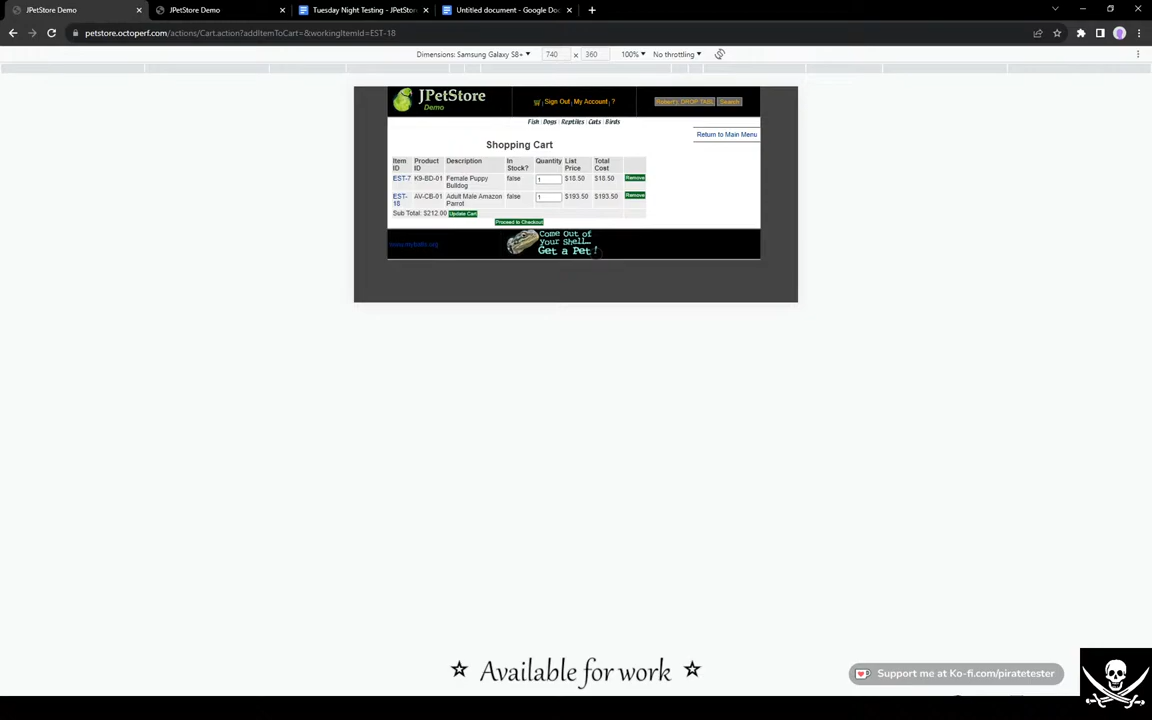 JPetStore Demo
JPetStore Demo
Tuesday Night Testing - JPetStor
Untitled document - Google Doc
petstore.octoperf.com/actions/Cart.action?addItemToCart=&workingItemId=EST-18
Dimensions: Samsung Galaxy S8+
740 x 360
100%
No throttling
JPetStore
Demo
Sign Out | My Account | ?
Robert'); DROP TABL
Search
Fish | Dogs | Reptiles | Cats | Birds
Return to Main Menu
Shopping Cart
Item ID Product ID Description In Stock? Quantity List Price Total Cost
EST-7 K9-BD-01 Female Puppy Bulldog false 1 $18.50 $18.50 Remove
EST-18 AV-CB-01 Adult Male Amazon Parrot false 1 $193.50 $193.50 Remove
Sub Total: $212.00 Update Cart
Proceed to Checkout
Come Out of
Your Shell...
Get a Pet!
☆ Available for work ☆
Support me at Ko-fi.com/piratetester